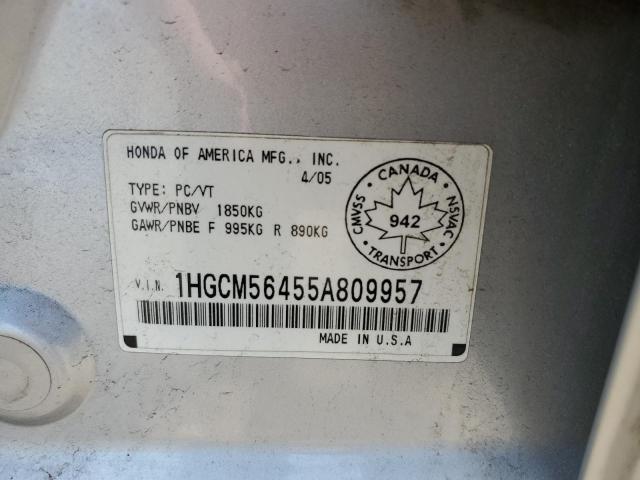 HONDA OF AMERICA MFG., INC.
4/05
TYPE: PC/VT
GVWR/PNBV 1850KG
GAWR/PNBE F 995KG R 890KG
CANADA
CMVSS
942
NSVAC
TRANSPORT
V.I.N. 1HGCM56455A809957
MADE IN U.S.A